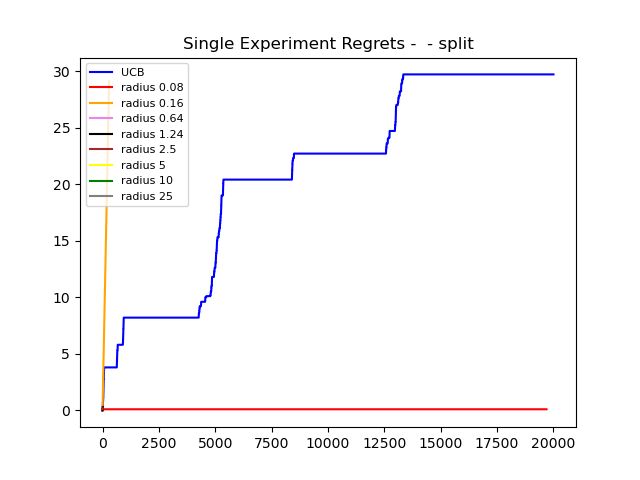 Single Experiment Regrets -  - split
30
25
20
15
10
5
0
UCB
radius 0.08
radius 0.16
radius 0.64
radius 1.24
radius 2.5
radius 5
radius 10
radius 25
0 2500 5000 7500 10000 12500 15000 17500 20000